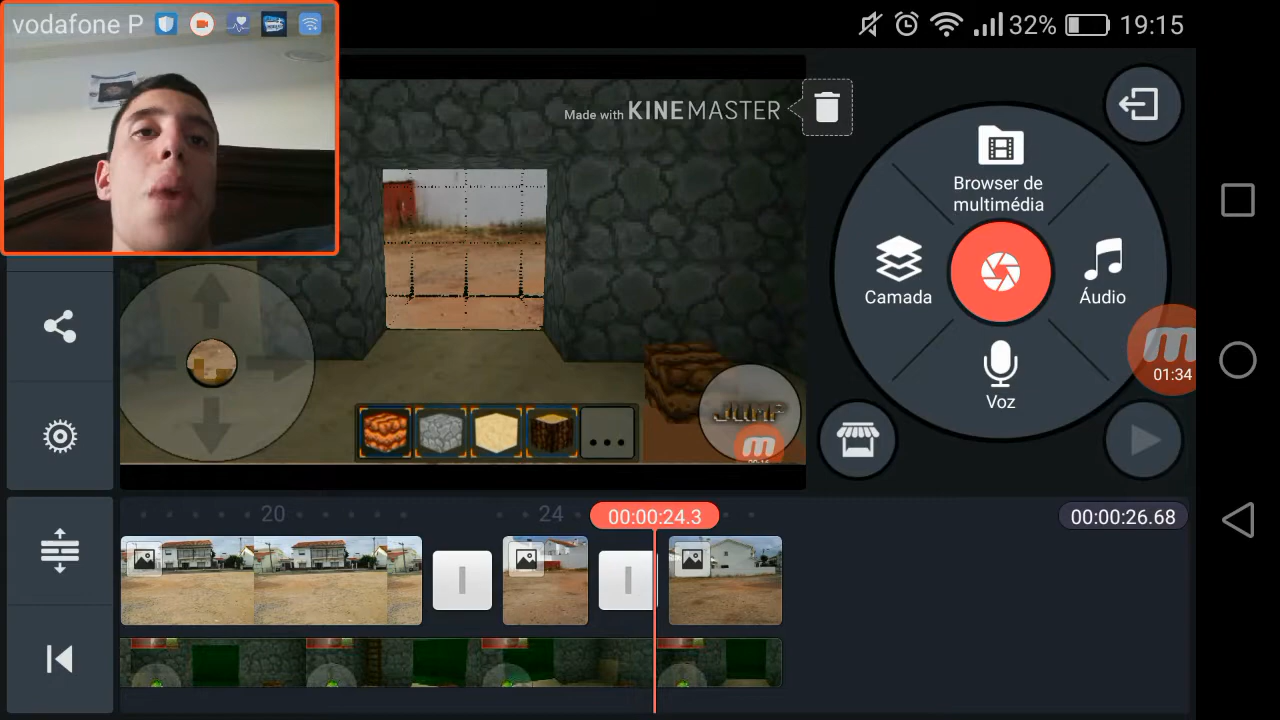 vodafone P
32% 19:15
Made with KINEMASTER
Browser de
multimédia
Camada
Áudio
01:34
Voz
JUMP
20
24
00:00:24.3
00:00:26.68